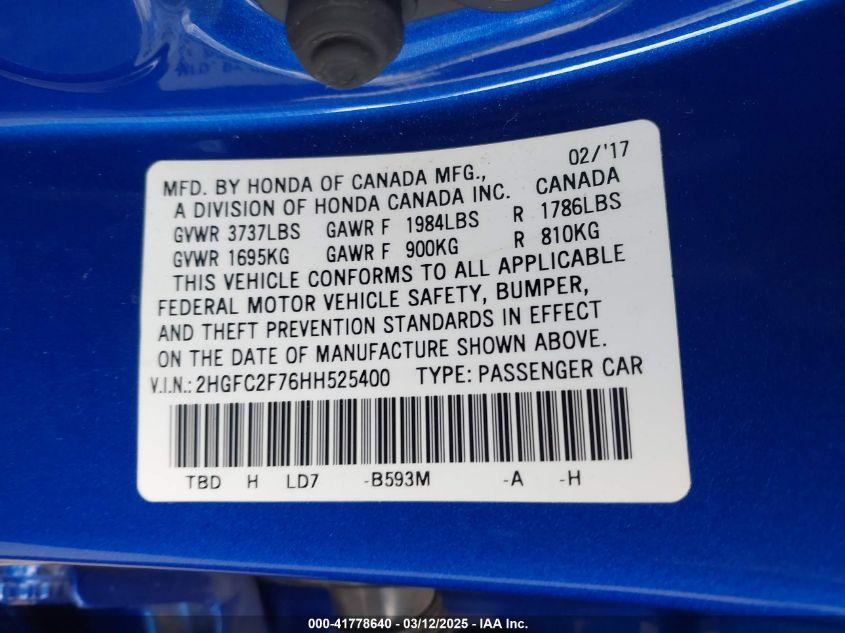 02/'17
MFD. BY HONDA OF CANADA MFG., CANADA
A DIVISION OF HONDA CANADA INC.
GVWR 3737LBS GAWR F 1984LBS R 1786LBS
GVWR 1695KG GAWR F 900KG R 810KG
THIS VEHICLE CONFORMS TO ALL APPLICABLE
FEDERAL MOTOR VEHICLE SAFETY, BUMPER,
AND THEFT PREVENTION STANDARDS IN EFFECT
ON THE DATE OF MANUFACTURE SHOWN ABOVE.
V.I.N.: 2HGFC2F76HH525400 TYPE: PASSENGER CAR
TBD H LD7 -B593M -A -H
000-41778640 - 03/12/2025 - IAA Inc.